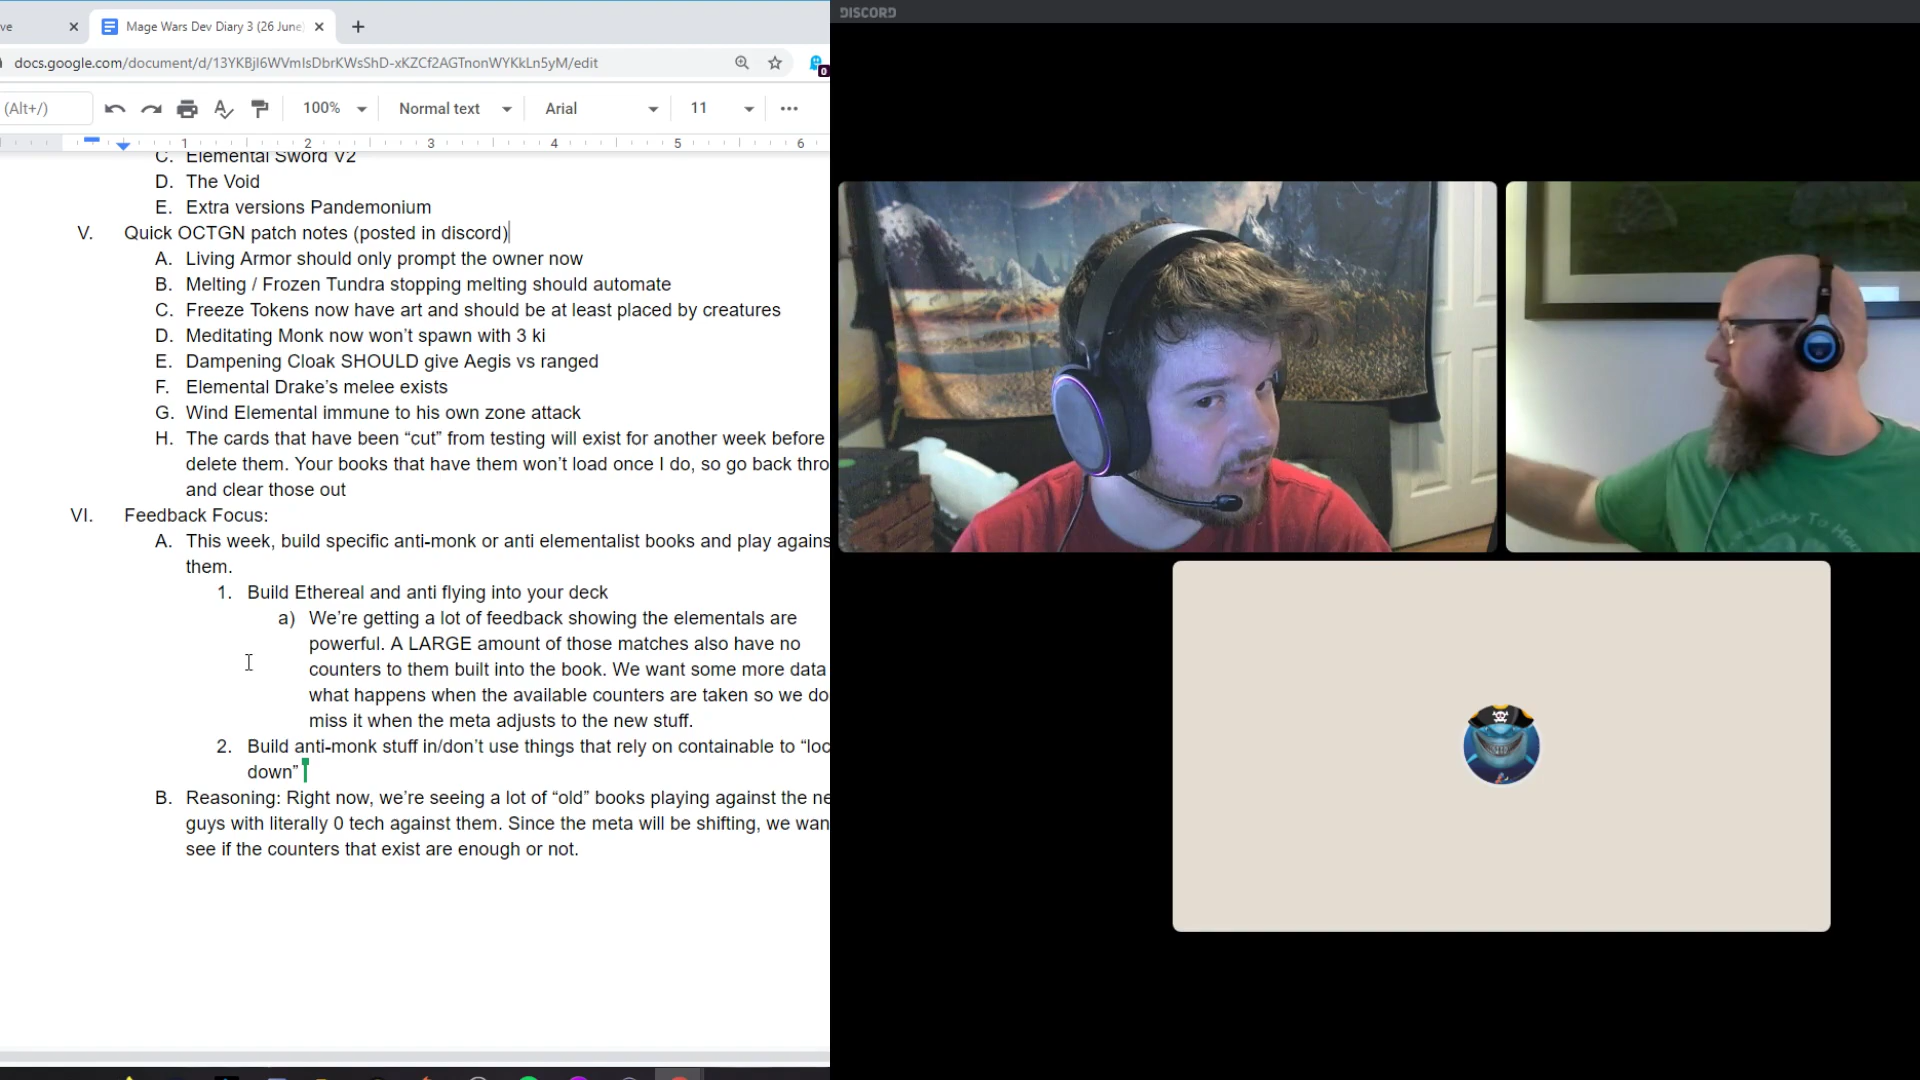 ve
Mage Wars Dev Diary 3 (26 June
docs.google.com/document/d/13YKBjl6WVmIsDbrKWsShD-xKZCf2AGTnonWYKkLn5yM/edit
0
(Alt+/)
100%
Normal text
Arial
11
1 2 3 4 5 6
C. Elemental Sword V2
D. The Void
E. Extra versions Pandemonium
V. Quick OCTGN patch notes (posted in discord)
A. Living Armor should only prompt the owner now
B. Melting / Frozen Tundra stopping melting should automate
C. Freeze Tokens now have art and should be at least placed by creatures
D. Meditating Monk now won’t spawn with 3 ki
E. Dampening Cloak SHOULD give Aegis vs ranged
F. Elemental Drake’s melee exists
G. Wind Elemental immune to his own zone attack
H. The cards that have been “cut” from testing will exist for another week before
delete them. Your books that have them won’t load once I do, so go back thro
and clear those out
VI. Feedback Focus:
A. This week, build specific anti-monk or anti elementalist books and play agains
them.
1. Build Ethereal and anti flying into your deck
a) We’re getting a lot of feedback showing the elementals are
powerful. A LARGE amount of those matches also have no
counters to them built into the book. We want some more data
what happens when the available counters are taken so we do
miss it when the meta adjusts to the new stuff.
2. Build anti-monk stuff in/don’t use things that rely on containable to “loc
down”
B. Reasoning: Right now, we’re seeing a lot of “old” books playing against the ne
guys with literally 0 tech against them. Since the meta will be shifting, we wan
see if the counters that exist are enough or not.
DISCORD